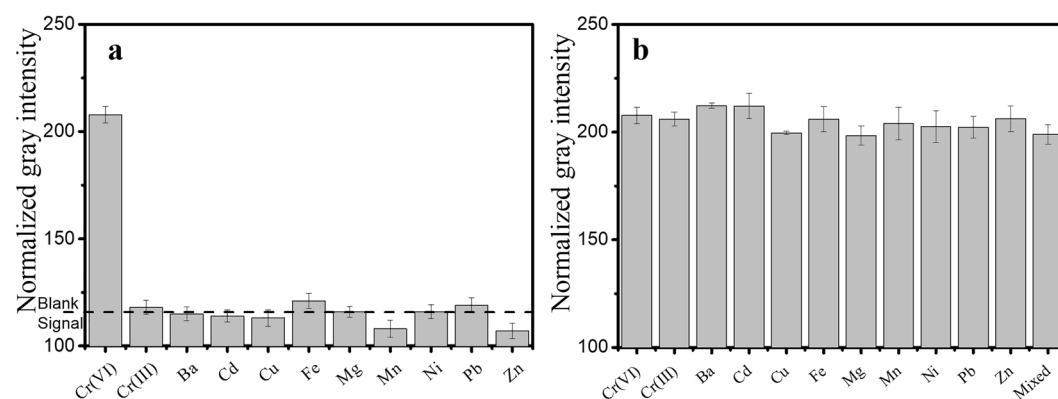 a
Normalized gray intensity
250
200
150
100
Blank
Signal
Cr(VI)
Cr(III)
Ba
Cd
Cu
Fe
Mg
Mn
Ni
Pb
Zn
b
Normalized gray intensity
250
200
150
100
Cr(VI)
Cr(III)
Ba
Cd
Cu
Fe
Mg
Mn
Ni
Pb
Zn
Mixed